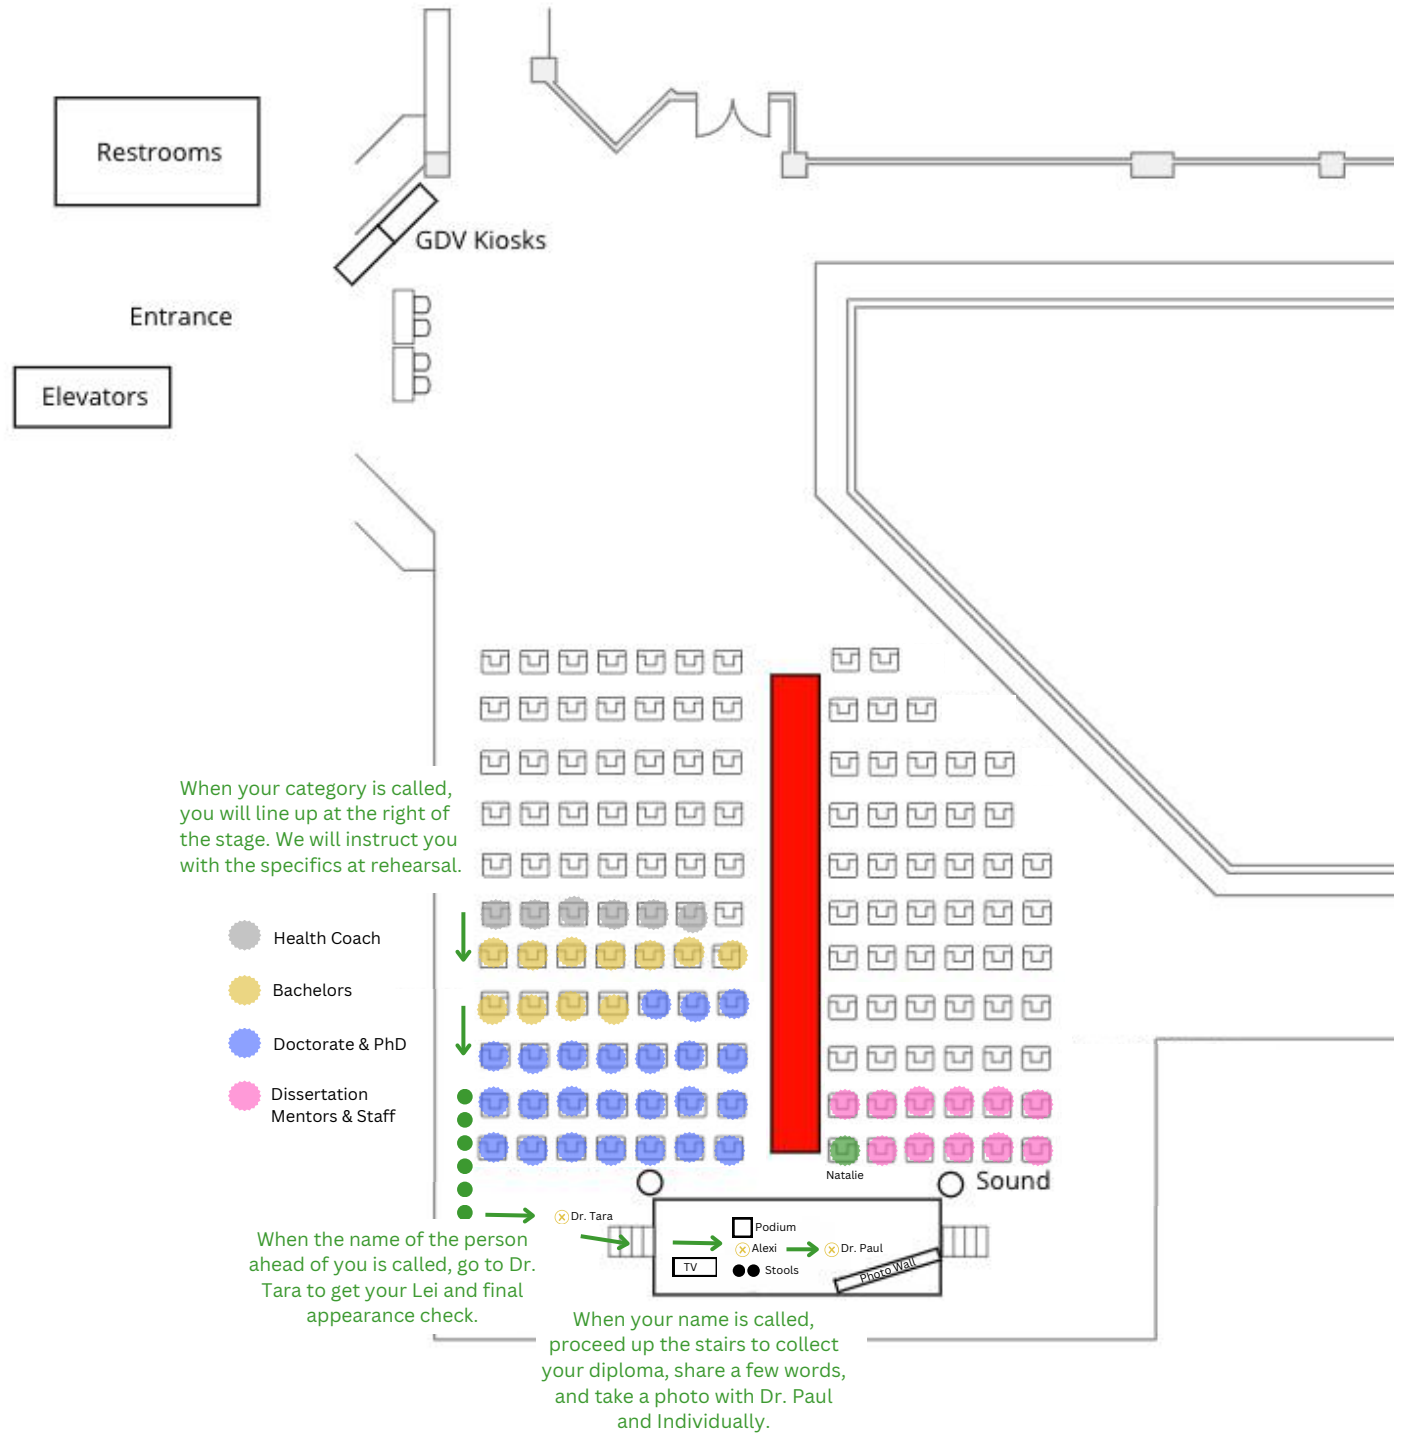 Restrooms
GDV Kiosks
Entrance
Elevators
When your category is called,
you will line up at the right of
the stage. We will instruct you
with the specifics at rehearsal.
Health Coach
Bachelors
Doctorate & PhD
Dissertation
Mentors & Staff
Natalie
Sound
Dr. Tara
Podium
Alexi
Dr. Paul
TV
Stools
Photo Wall
When the name of the person
ahead of you is called, go to Dr.
Tara to get your Lei and final
appearance check.
When your name is called,
proceed up the stairs to collect
your diploma, share a few words,
and take a photo with Dr. Paul
and Individually.